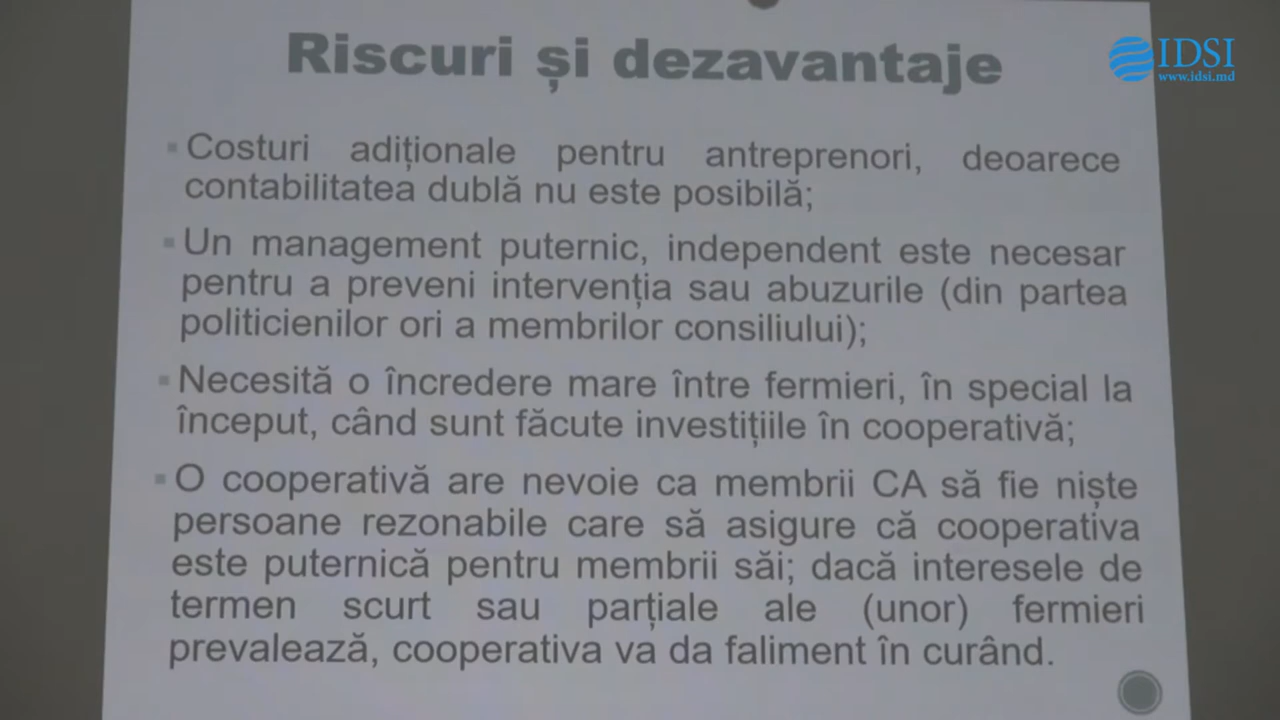 Riscuri și dezavantaje
IDSI
www.idsi.md
Costuri adiționale pentru antreprenori, deoarece
contabilitatea dublă nu este posibilă;
Un management puternic, independent este necesar
pentru a preveni intervenția sau abuzurile (din partea
politicienilor ori a membrilor consiliului);
Necesită o încredere mare între fermieri, în special la
început, când sunt făcute investițiile în cooperativă;
O cooperativă are nevoie ca membrii CA să fie niște
persoane rezonabile care să asigure că cooperativa
este puternică pentru membrii săi; dacă interesele de
termen scurt sau parțiale ale (unor) fermieri
prevalează, cooperativa va da faliment în curând.